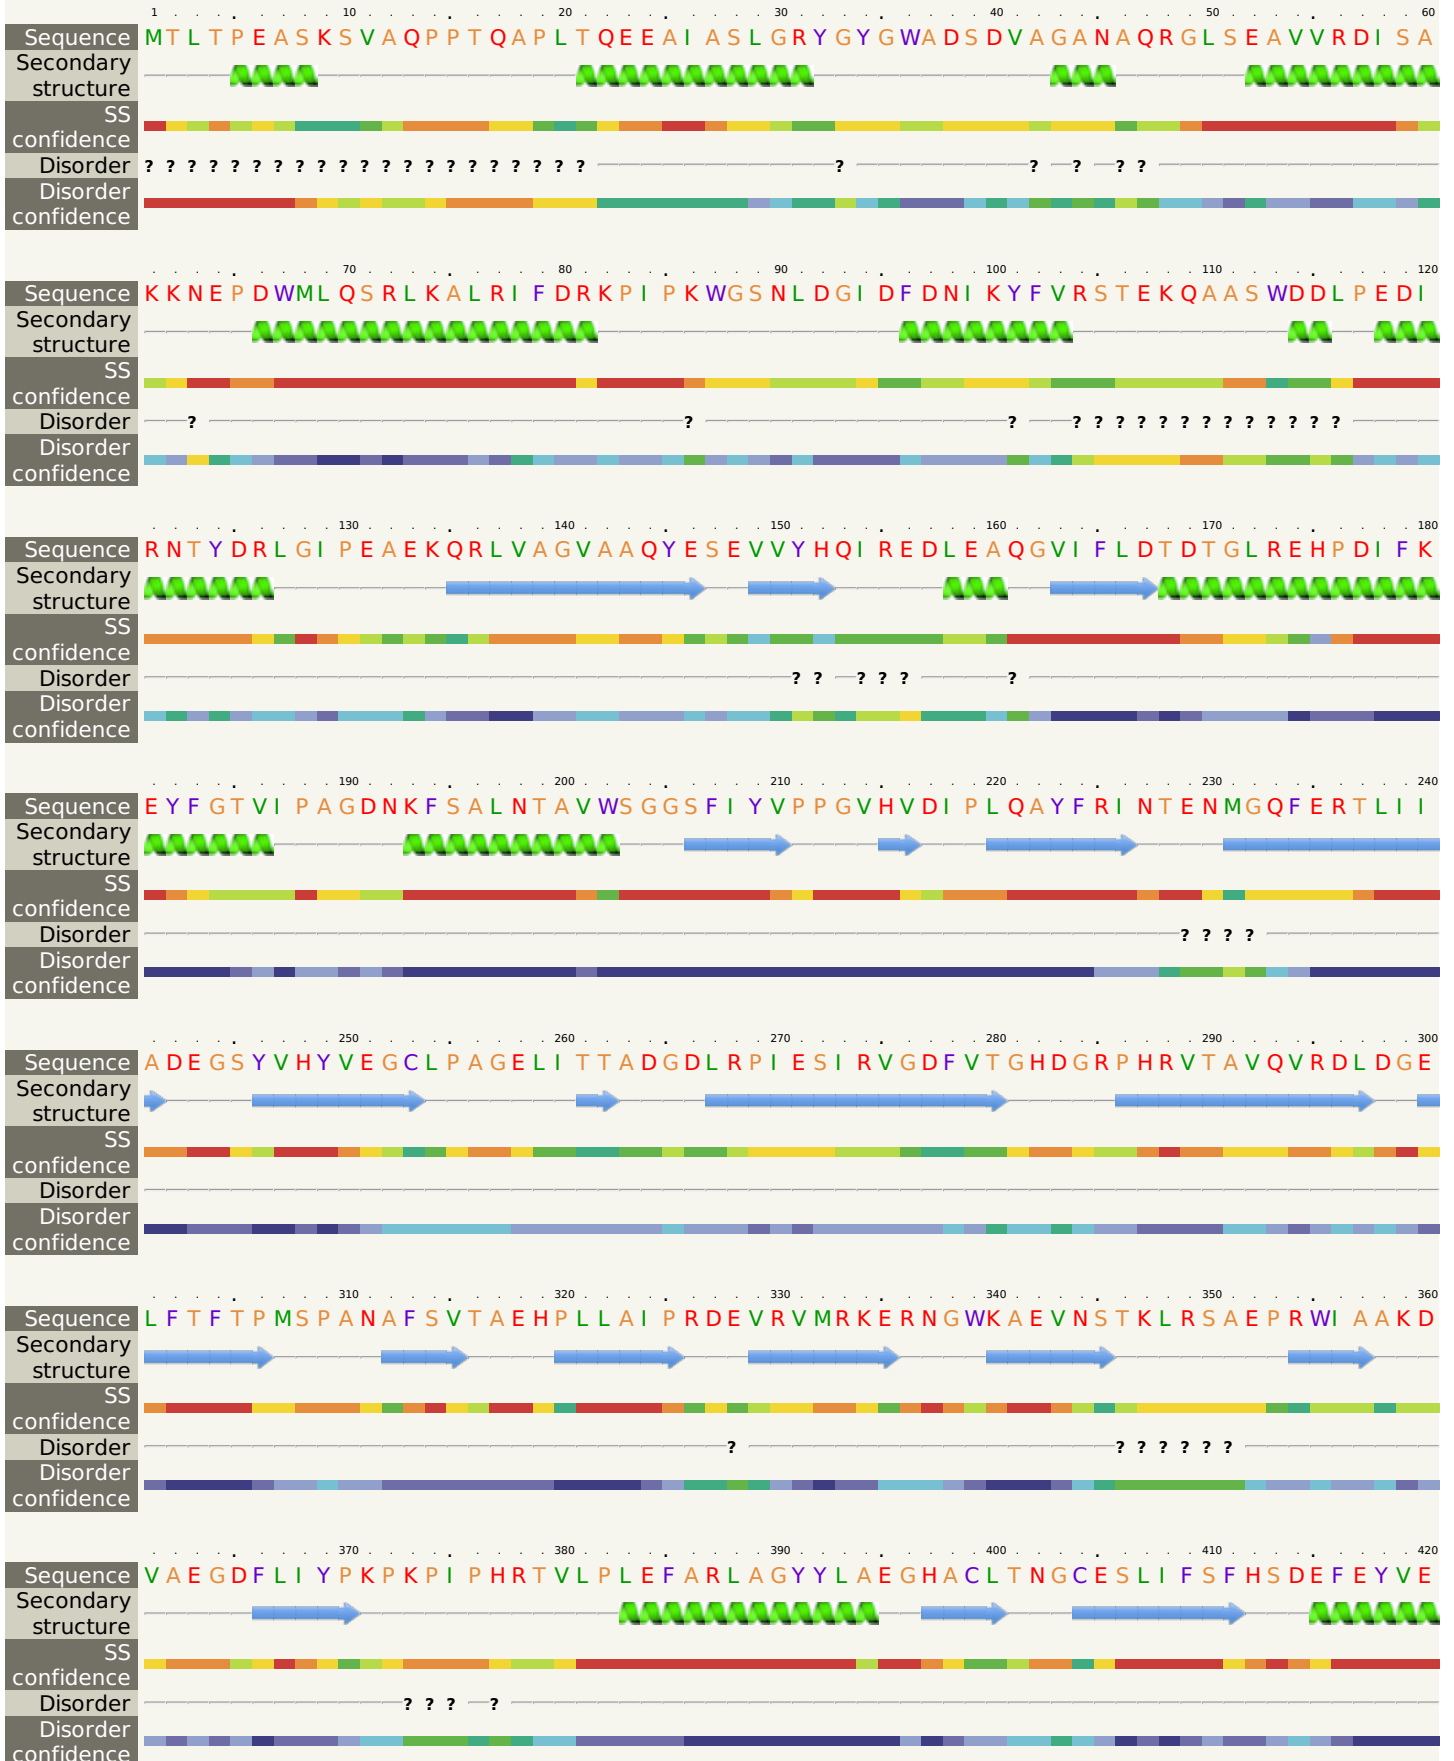 1 10 20 30 40 50 60
Sequence MTLTPEASKSVAQPPTQAPLTQEEAIASLGRYGYGWADSDVAGANAQRGLSEAVVRDISA
Secondary
structure
SS
confidence
Disorder ? ? ? ? ? ? ? ? ? ? ? ? ? ? ? ? ? ? ? ? ? ? ? ? ? ?
Disorder
confidence
70 80 90 100 110 120
Sequence KKNEPDWMLQSRLKALRIFDRKPIPKWGSNLDGIDFDNIKYFVRSTEKQAASWDDLPEDI
Secondary
structure
SS
confidence
Disorder ? ? ? ? ? ? ? ? ? ? ? ? ? ? ? ?
Disorder
confidence
130 140 150 160 170 180
Sequence RNTYDRLGIPEAEKQRLVAGVAAQYESEVVYHQIREDLEAQGVIFLDTDTGLREHPDIFK
Secondary
structure
SS
confidence
Disorder ? ? ? ? ? ?
Disorder
confidence
190 200 210 220 230 240
Sequence EYFGTVIPAGDNKFSALNTAVWSGGSFIYVPPGVHVDIPLQAYFRINTENMGQFERTLII
Secondary
structure
SS
confidence
Disorder ? ? ? ?
Disorder
confidence
250 260 270 280 290 300
Sequence ADEGSYVHYVEGCLPAGELITTADGDLRPIESIRVGDFVTGHDGRPHRVTAVQVRDLDGE
Secondary
structure
SS
confidence
Disorder
Disorder
confidence
310 320 330 340 350 360
Sequence LFTFTPMSPANAFSVTAEHPLLAIPRDEVRVMRKERNGWKAEVNSTKLRSAEPRWIAAKD
Secondary
structure
SS
confidence
Disorder ? ? ? ? ? ? ?
Disorder
confidence
370 380 390 400 410 420
Sequence VAEGDFLIYPKPKPIPHRTVLPLEFARLAGYYLAEGHACLTNGCESLIFSFHSDEFEYVE
Secondary
structure
SS
confidence
Disorder ? ? ? ?
Disorder
confidence